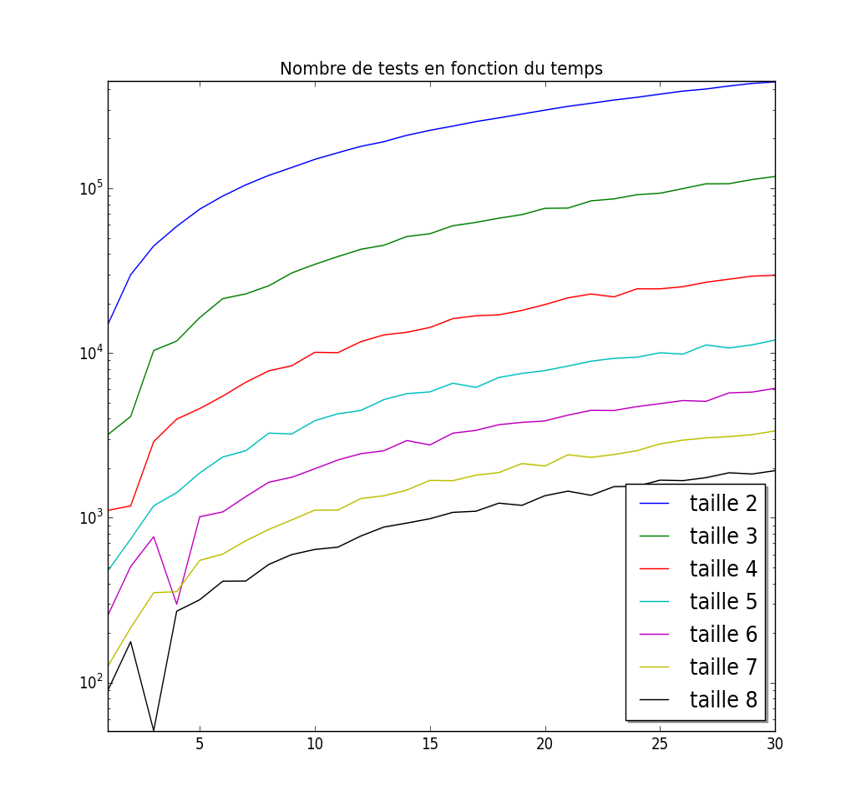 Nombre de tests en fonction du temps
10^5
10^4
10^3
10^2
5
10
15
20
25
30
taille 2
taille 3
taille 4
taille 5
taille 6
taille 7
taille 8